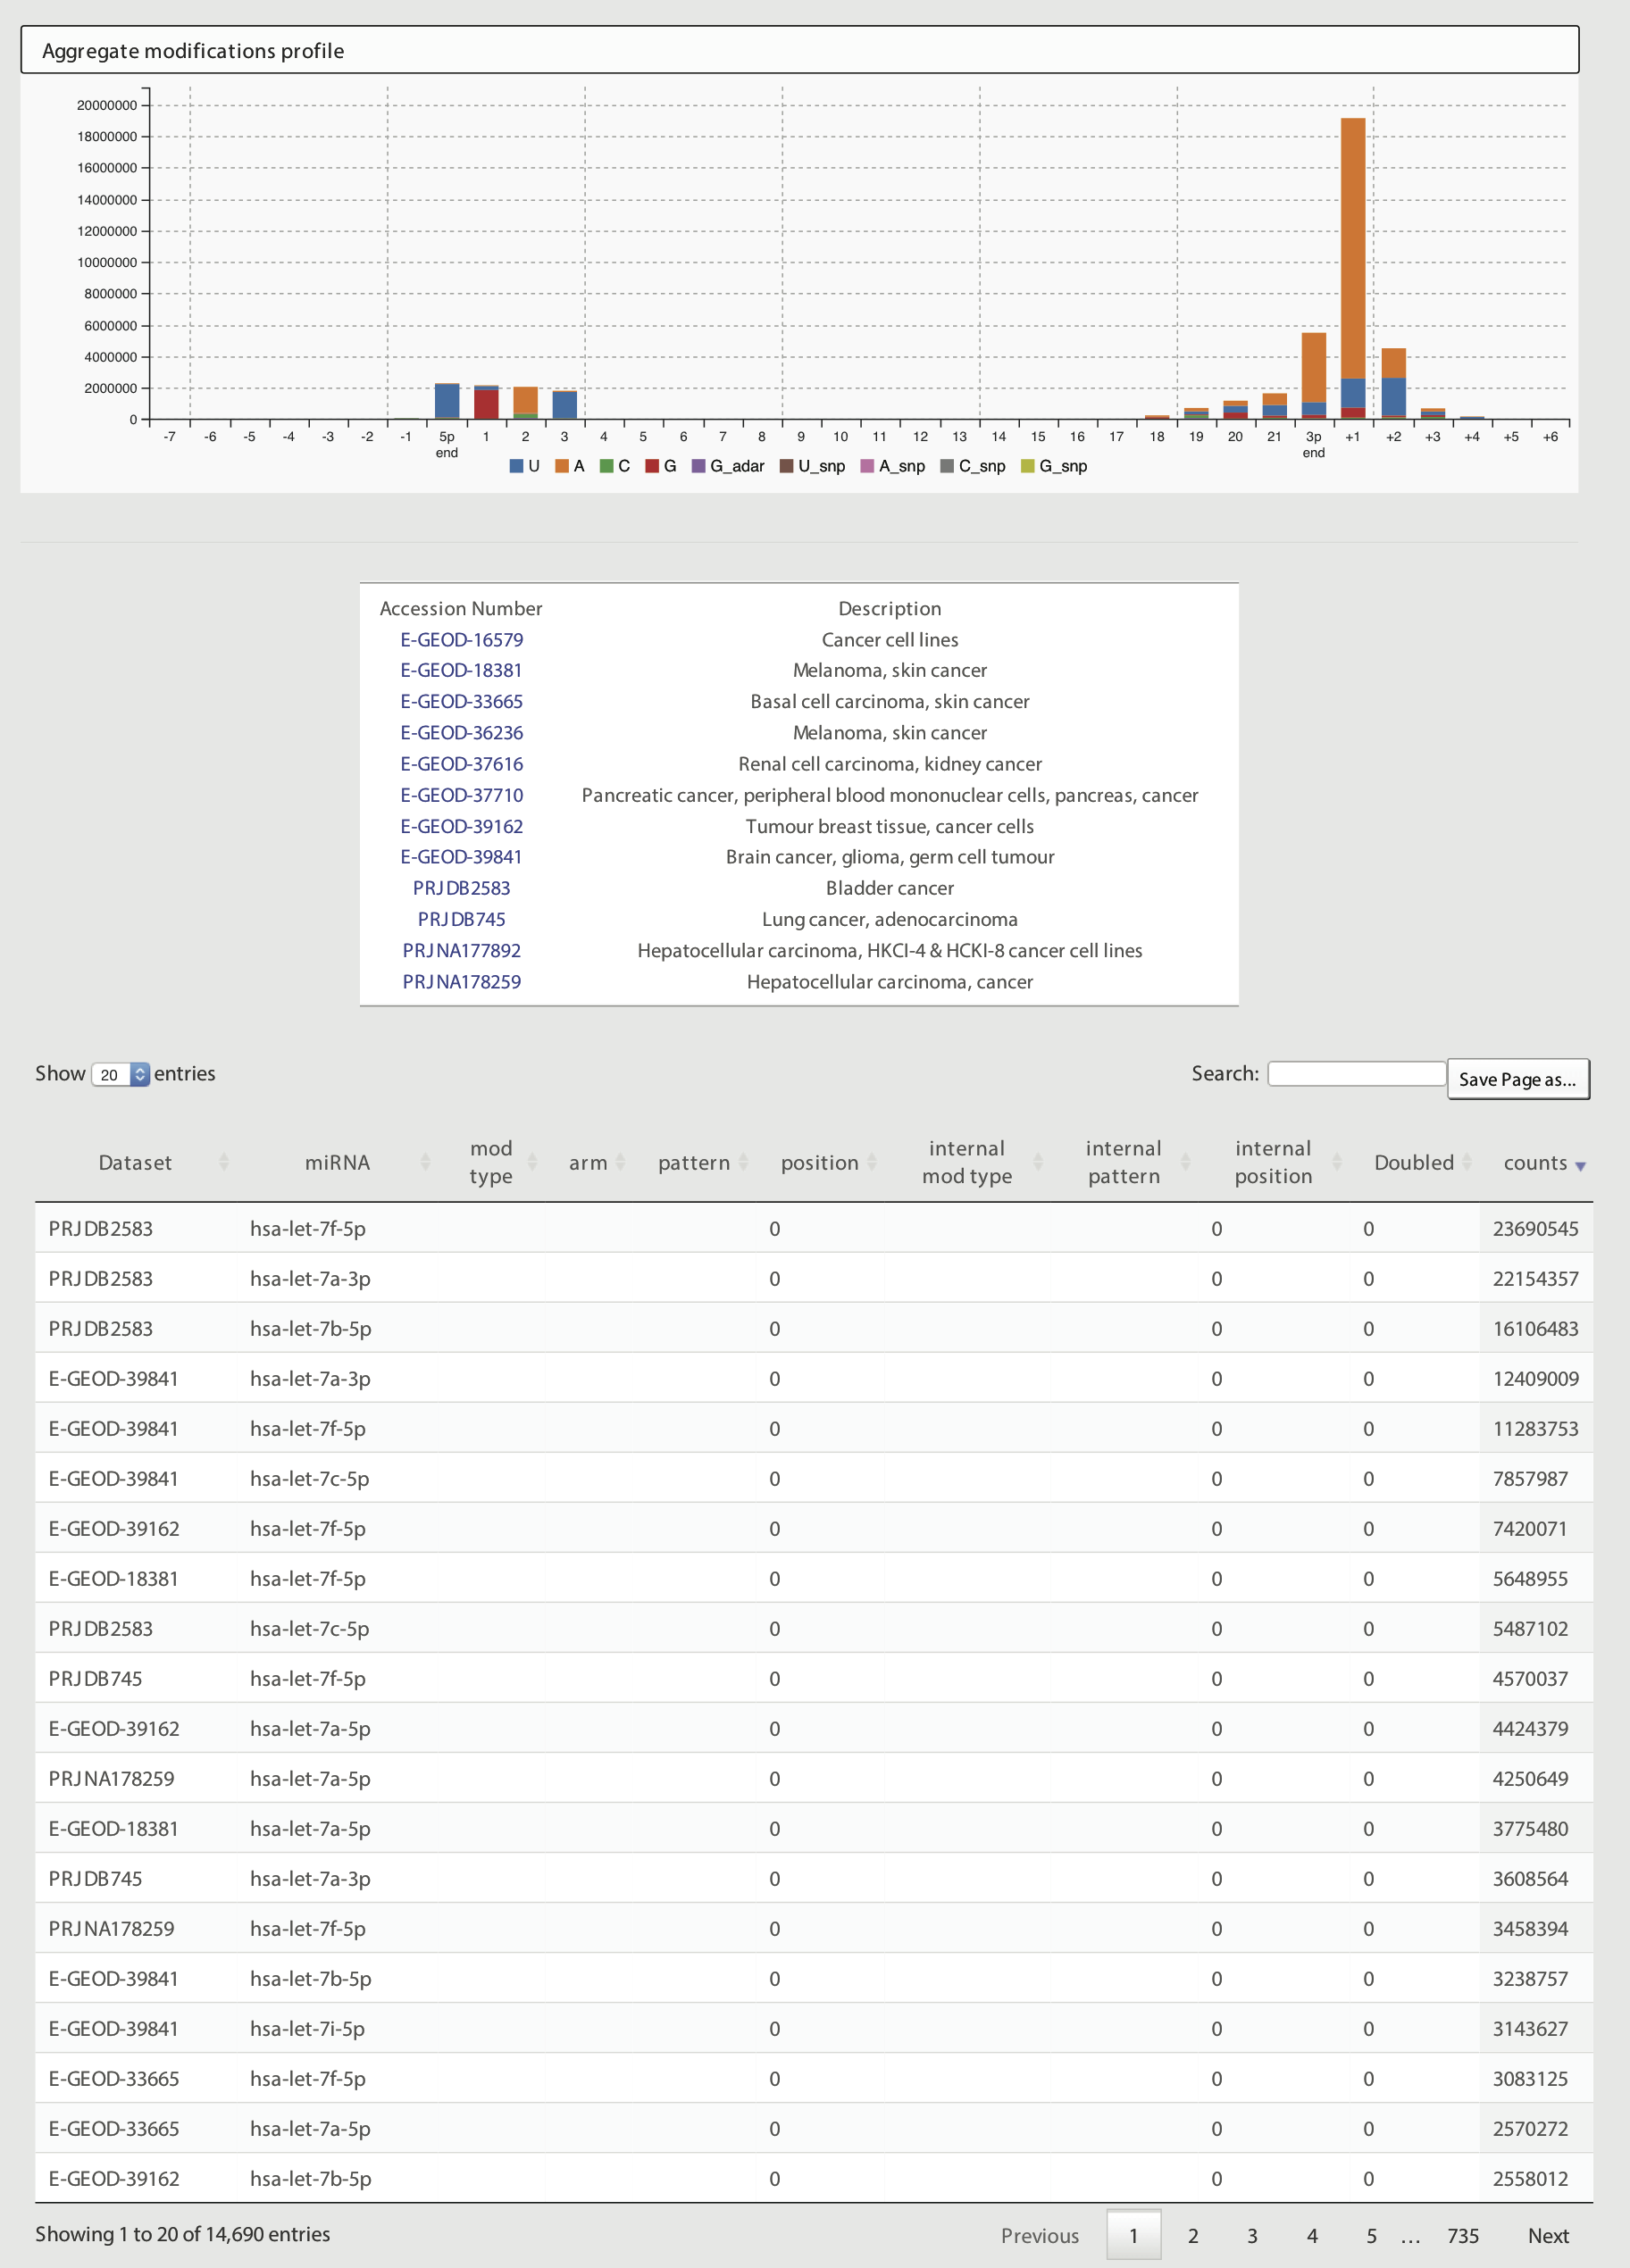 Aggregate modifications profile
20000000
18000000
16000000
14000000
12000000
10000000
8000000
6000000
4000000
2000000
0
-7 -6 -5 -4 -3 -2 -1 5p end 1 2 3 4 5 6 7 8 9 10 11 12 13 14 15 16 17 18 19 20 21 3p end +1 +2 +3 +4 +5 +6
U A C G G_adar U_snp A_snp C_snp G_snp
Accession Number Description
E-GEOD-16579 Cancer cell lines
E-GEOD-18381 Melanoma, skin cancer
E-GEOD-33665 Basal cell carcinoma, skin cancer
E-GEOD-36236 Melanoma, skin cancer
E-GEOD-37616 Renal cell carcinoma, kidney cancer
E-GEOD-37710 Pancreatic cancer, peripheral blood mononuclear cells, pancreas, cancer
E-GEOD-39162 Tumour breast tissue, cancer cells
E-GEOD-39841 Brain cancer, glioma, germ cell tumour
PRJDB2583 Bladder cancer
PRJDB745 Lung cancer, adenocarcinoma
PRJNA177892 Hepatocellular carcinoma, HKCI-4 & HCKI-8 cancer cell lines
PRJNA178259 Hepatocellular carcinoma, cancer
Show 20 entries Search: Save Page as...
Dataset miRNA mod type arm pattern position internal mod type internal pattern internal position Doubled counts
PRJDB2583 hsa-let-7f-5p 0 0 0 23690545
PRJDB2583 hsa-let-7a-3p 0 0 0 22154357
PRJDB2583 hsa-let-7b-5p 0 0 0 16106483
E-GEOD-39841 hsa-let-7a-3p 0 0 0 12409009
E-GEOD-39841 hsa-let-7f-5p 0 0 0 11283753
E-GEOD-39841 hsa-let-7c-5p 0 0 0 7857987
E-GEOD-39162 hsa-let-7f-5p 0 0 0 7420071
E-GEOD-18381 hsa-let-7f-5p 0 0 0 5648955
PRJDB2583 hsa-let-7c-5p 0 0 0 5487102
PRJDB745 hsa-let-7f-5p 0 0 0 4570037
E-GEOD-39162 hsa-let-7a-5p 0 0 0 4424379
PRJNA178259 hsa-let-7a-5p 0 0 0 4250649
E-GEOD-18381 hsa-let-7a-5p 0 0 0 3775480
PRJDB745 hsa-let-7a-3p 0 0 0 3608564
PRJNA178259 hsa-let-7f-5p 0 0 0 3458394
E-GEOD-39841 hsa-let-7b-5p 0 0 0 3238757
E-GEOD-39841 hsa-let-7i-5p 0 0 0 3143627
E-GEOD-33665 hsa-let-7f-5p 0 0 0 3083125
E-GEOD-33665 hsa-let-7a-5p 0 0 0 2570272
E-GEOD-39162 hsa-let-7b-5p 0 0 0 2558012
Showing 1 to 20 of 14,690 entries Previous 1 2 3 4 5 ... 735 Next